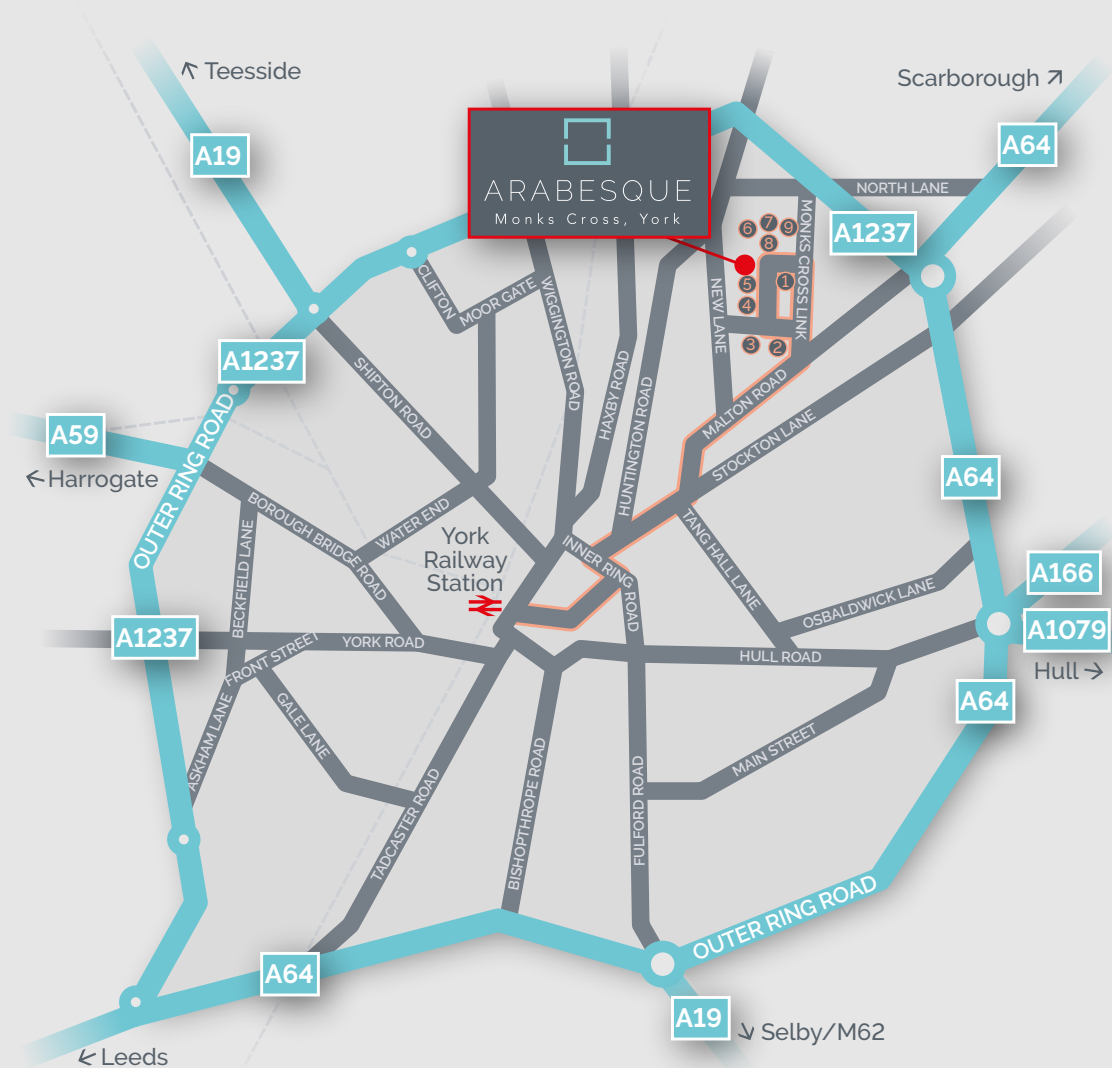 ↖ Teesside
Scarborough ↗
A19
A64
ARABESQUE
Monks Cross, York
NORTH LANE
MONKS CROSS LINK
A1237
6
7
9
8
1
5
4
3
2
NEW LANE
CLIFTON
MOOR GATE
WIGGINGTON ROAD
HAXBY ROAD
HUNTINGTON ROAD
MALTON ROAD
STOCKTON LANE
A1237
SHIPTON ROAD
A59
← Harrogate
OUTER RING ROAD
BOROUGH BRIDGE ROAD
WATER END
BECKFIELD LANE
York
Railway
Station
INNER RING ROAD
TANG HALL LANE
A64
OSBALDWICK LANE
A166
A1079
Hull →
A1237
YORK ROAD
FRONT STREET
HULL ROAD
A64
ASKHAM LANE
GALE LANE
MAIN STREET
TADCASTER ROAD
BISHOPTHROPE ROAD
FULFORD ROAD
OUTER RING ROAD
A64
A19
↘ Selby/M62
↙ Leeds